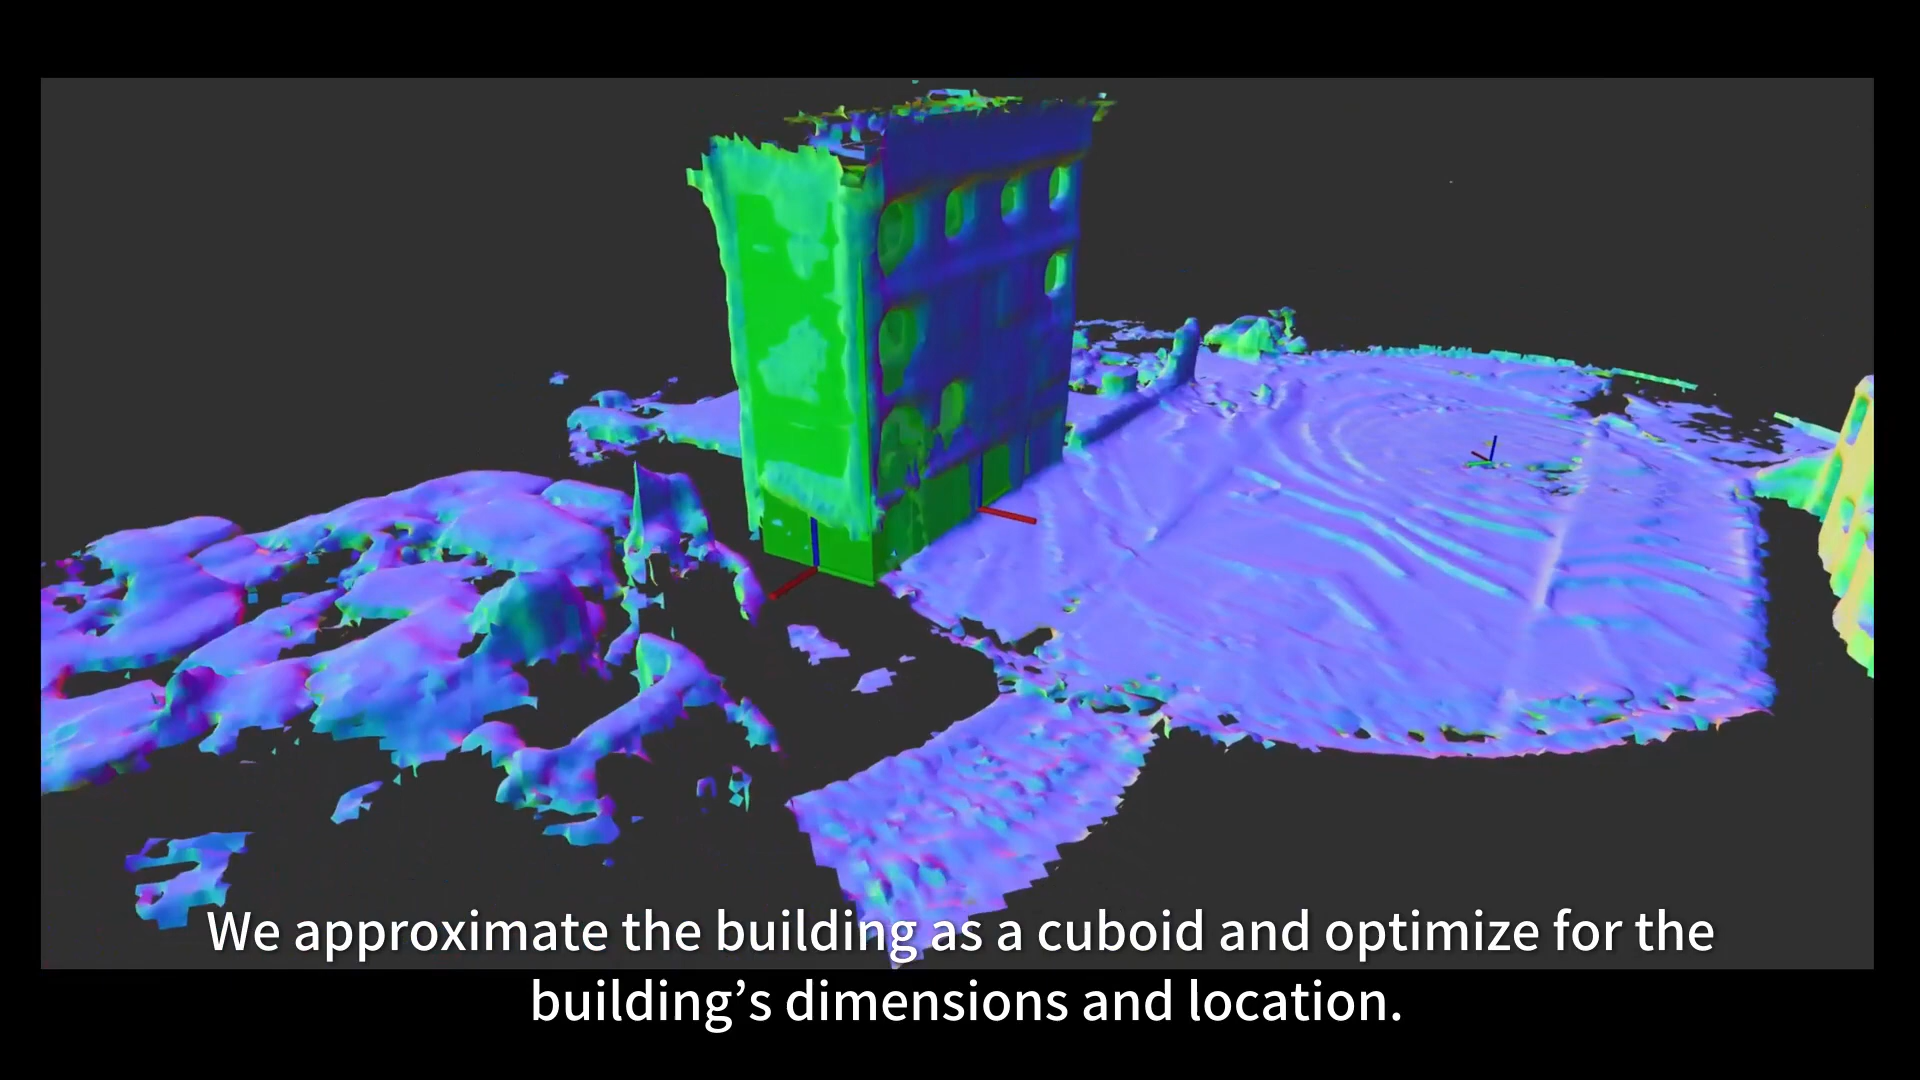 We approximate the building as a cuboid and optimize for the
building’s dimensions and location.